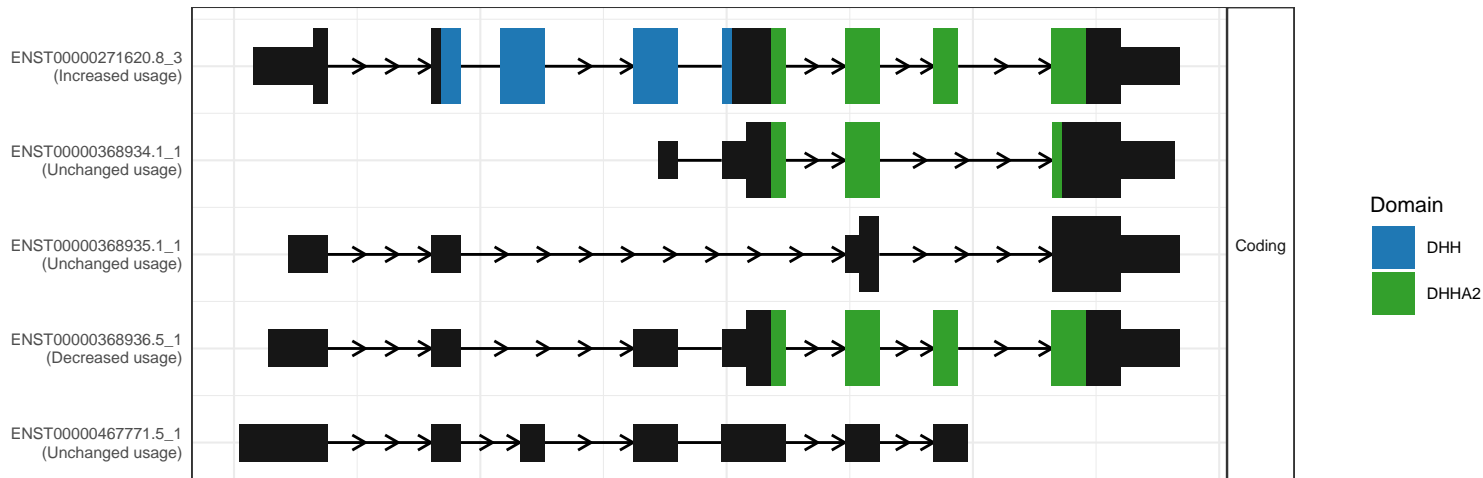 ENST00000271620.8_3
(Increased usage)
ENST00000368934.1_1
(Unchanged usage)
ENST00000368935.1_1
(Unchanged usage)
ENST00000368936.5_1
(Decreased usage)
ENST00000467771.5_1
(Unchanged usage)
Coding
Domain
DHH
DHHA2